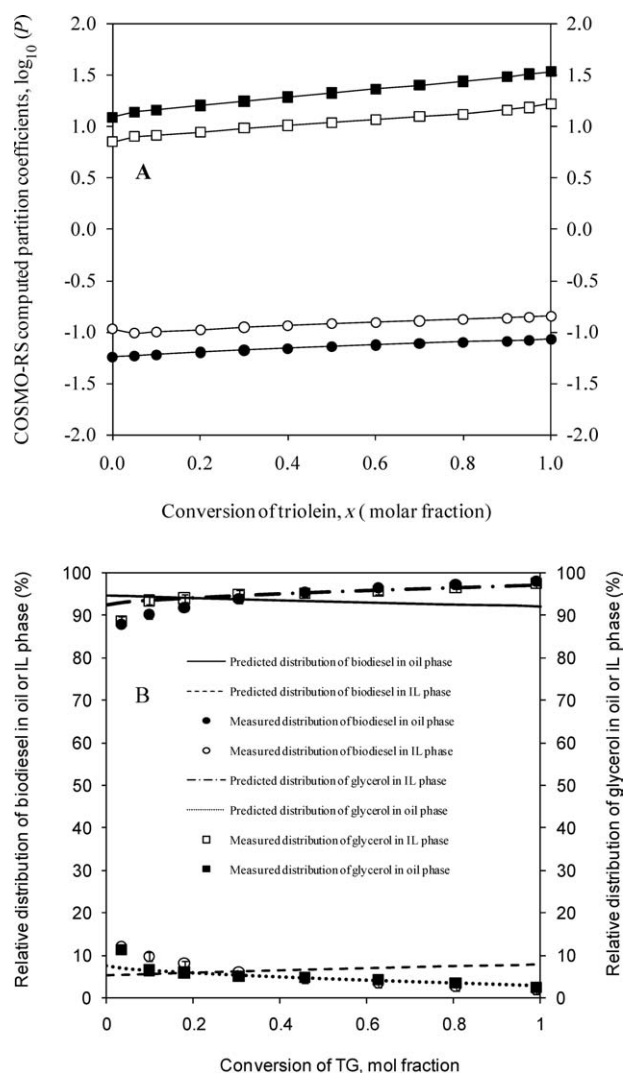 COSMO-RS computed partition coefficients, log10 (P)
2.0
1.5
1.0
0.5
0.0
-0.5
-1.0
-1.5
-2.0
A
2.0
1.5
1.0
0.5
0.0
-0.5
-1.0
-1.5
-2.0
0.0 0.2 0.4 0.6 0.8 1.0
Conversion of triolein, x ( molar fraction)
Relative distribution of biodiesel in oil or IL phase (%)
100
90
80
70
60
50
40
30
20
10
0
B
Predicted distribution of biodiesel in oil phase
Predicted distribution of biodiesel in IL phase
Measured distribution of biodiesel in oil phase
Measured distribution of biodiesel in IL phase
Predicted distribution of glycerol in IL phase
Predicted distribution of glycerol in oil phase
Measured distribution of glycerol in IL phase
Measured distribution of glycerol in oil phase
100
90
80
70
60
50
40
30
20
10
0
Relative distribution of glycerol in oil or IL phase (%)
0 0.2 0.4 0.6 0.8 1
Conversion of TG, mol fraction